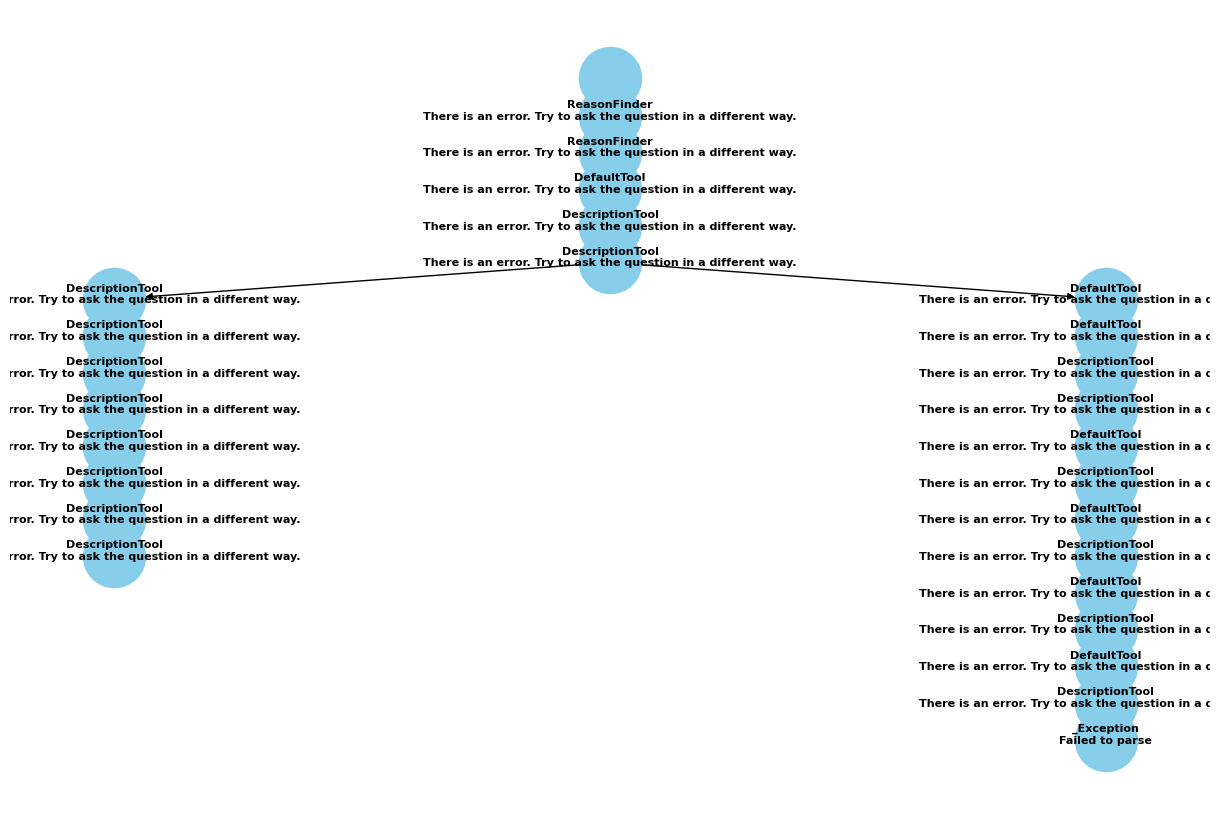 ReasonFinder
There is an error. Try to ask the question in a different way.
ReasonFinder
There is an error. Try to ask the question in a different way.
DefaultTool
There is an error. Try to ask the question in a different way.
DescriptionTool
There is an error. Try to ask the question in a different way.
DescriptionTool
There is an error. Try to ask the question in a different way.
DescriptionTool
rror. Try to ask the question in a different way.
DescriptionTool
rror. Try to ask the question in a different way.
DescriptionTool
rror. Try to ask the question in a different way.
DescriptionTool
rror. Try to ask the question in a different way.
DescriptionTool
rror. Try to ask the question in a different way.
DescriptionTool
rror. Try to ask the question in a different way.
DescriptionTool
rror. Try to ask the question in a different way.
DescriptionTool
rror. Try to ask the question in a different way.
DefaultTool
There is an error. Try to ask the question in a d
DefaultTool
There is an error. Try to ask the question in a d
DescriptionTool
There is an error. Try to ask the question in a d
DescriptionTool
There is an error. Try to ask the question in a d
DefaultTool
There is an error. Try to ask the question in a d
DescriptionTool
There is an error. Try to ask the question in a d
DefaultTool
There is an error. Try to ask the question in a d
DescriptionTool
There is an error. Try to ask the question in a d
DefaultTool
There is an error. Try to ask the question in a d
DescriptionTool
There is an error. Try to ask the question in a d
DefaultTool
There is an error. Try to ask the question in a d
DescriptionTool
There is an error. Try to ask the question in a d
_Exception
Failed to parse